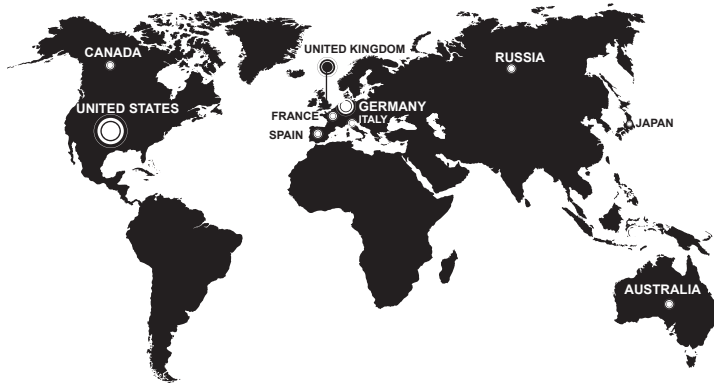 CANADA
UNITED KINGDOM
RUSSIA
UNITED STATES
GERMANY
FRANCE
ITALY
JAPAN
SPAIN
AUSTRALIA